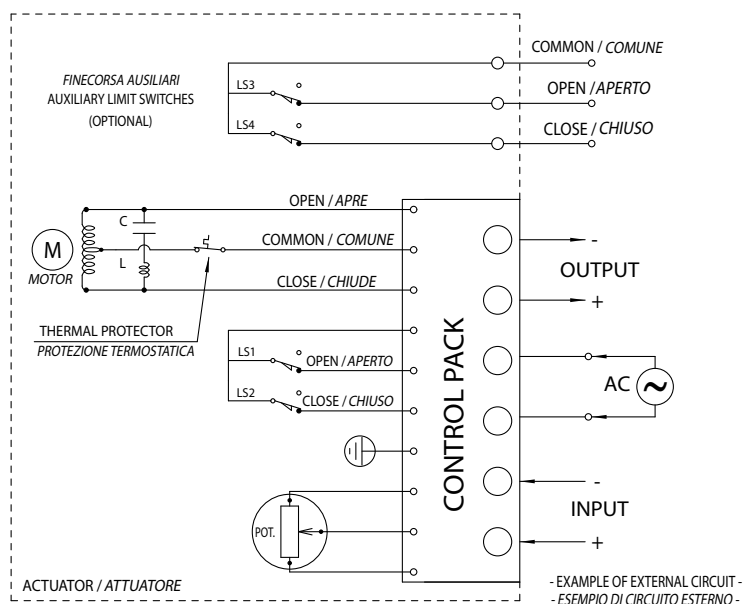 COMMON / COMUNE
FINECORSA AUSILIARI
AUXILIARY LIMIT SWITCHES
(OPTIONAL)
LS3
OPEN / APERTO
LS4
CLOSE / CHIUSO
OPEN / APRE
C
COMMON / COMUNE
M
MOTOR
L
CLOSE / CHIUDE
THERMAL PROTECTOR
PROTEZIONE TERMOSTATICA
LS1
OPEN / APERTO
LS2
CLOSE / CHIUSO
POT.
CONTROL PACK
-
OUTPUT
+
AC
~
-
INPUT
+
ACTUATOR / ATTUATORE
- EXAMPLE OF EXTERNAL CIRCUIT -
- ESEMPIO DI CIRCUITO ESTERNO -